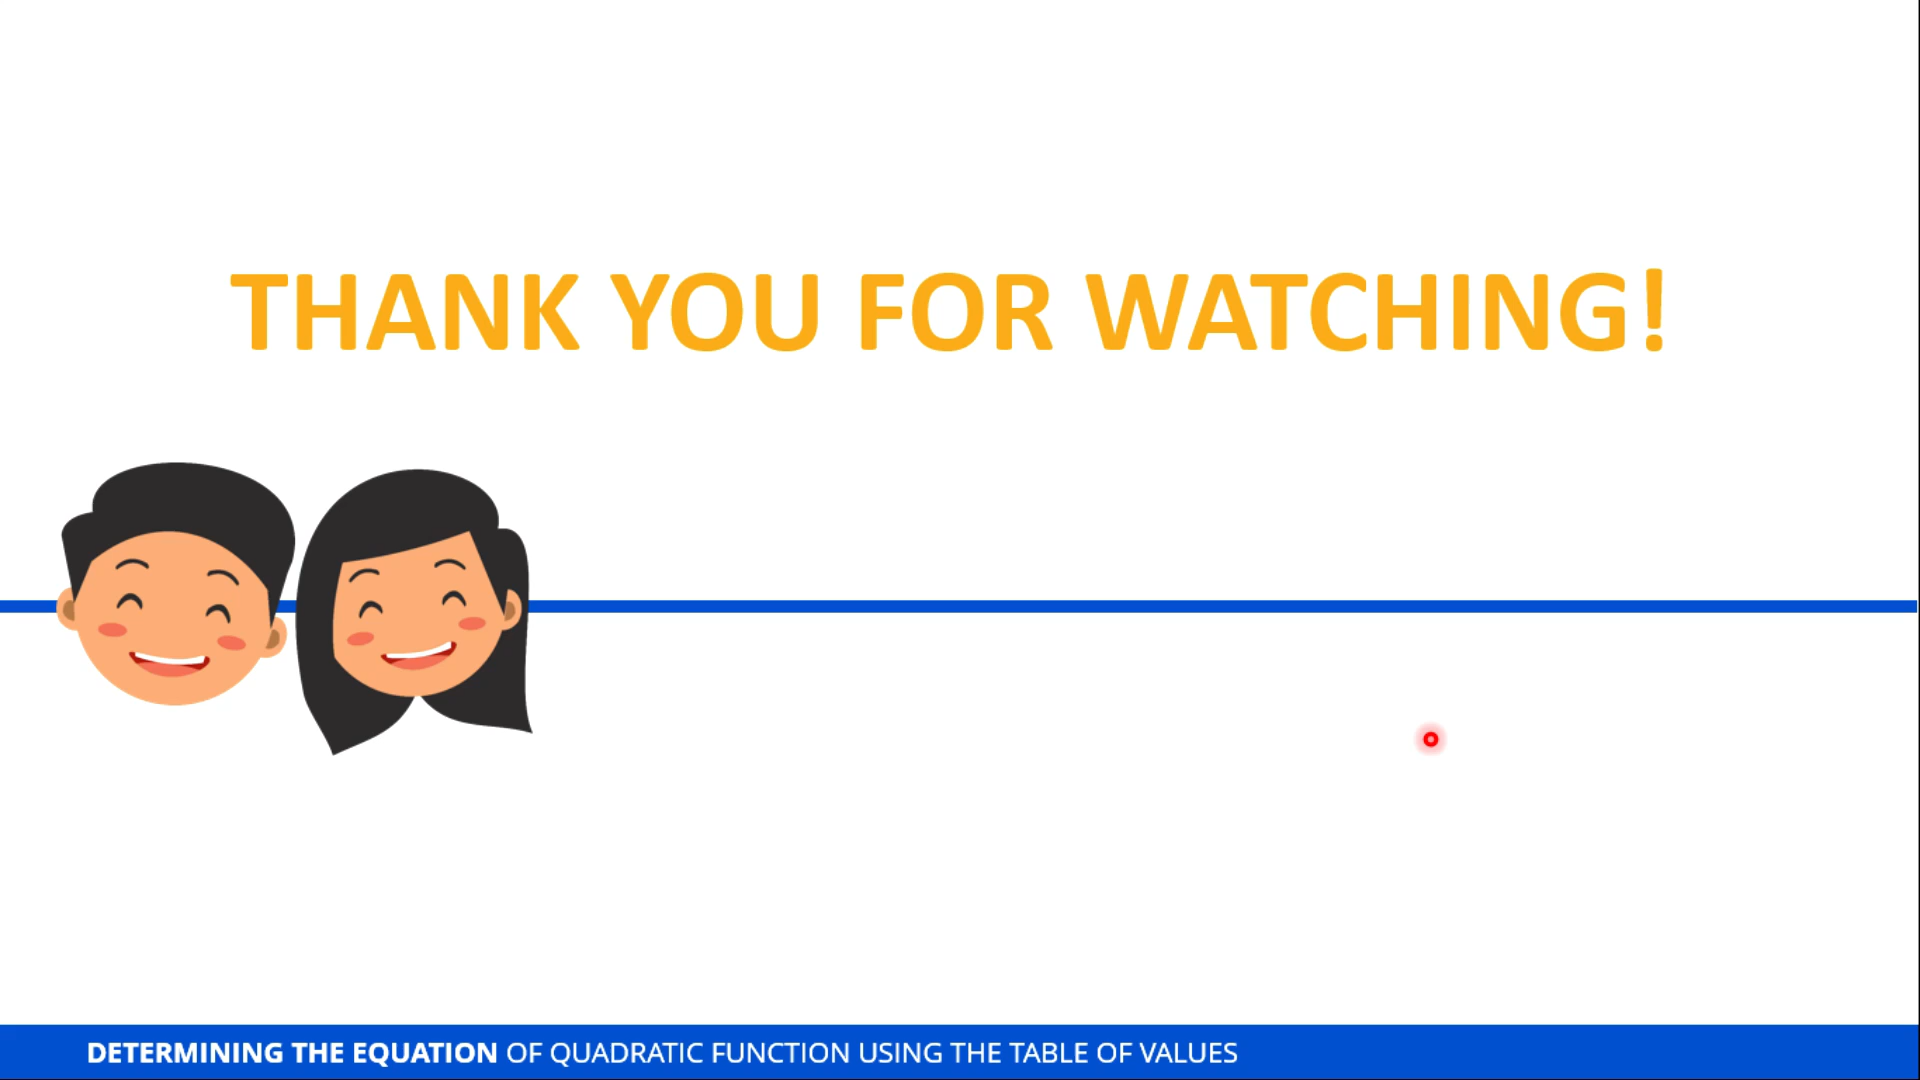 THANK YOU FOR WATCHING!
DETERMINING THE EQUATION OF QUADRATIC FUNCTION USING THE TABLE OF VALUES